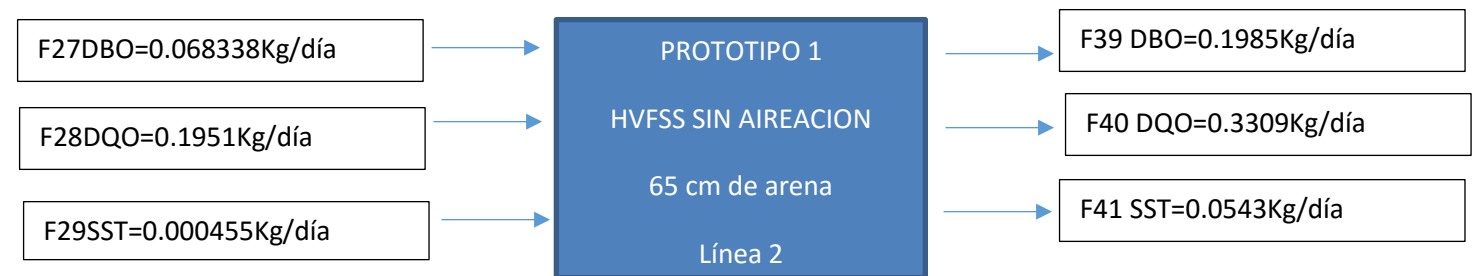 F27DBO=0.068338Kg/día
F28DQO=0.1951Kg/día
F29SST=0.000455Kg/día
PROTOTIPO 1
HVFSS SIN AIREACION
65 cm de arena
Línea 2
F39 DBO=0.1985Kg/día
F40 DQO=0.3309Kg/día
F41 SST=0.0543Kg/día